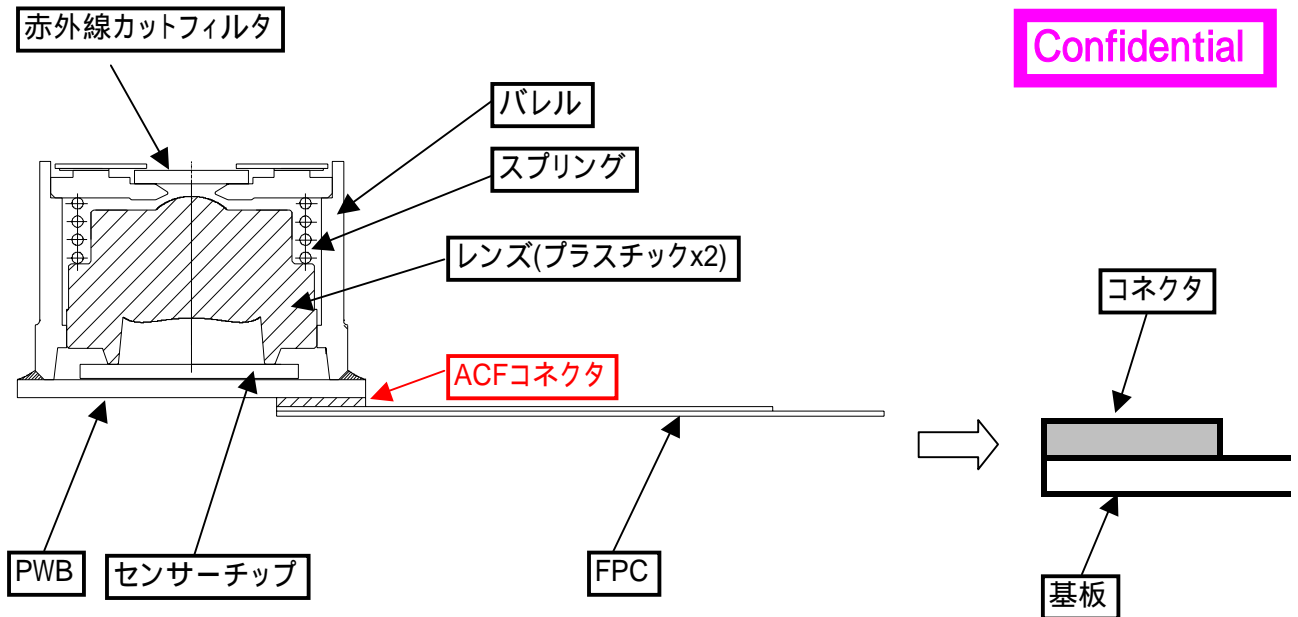 赤外線カットフィルタ
Confidential
バレル
スプリング
レンズ(プラスチックx2)
コネクタ
ACFコネクタ
PWB
センサーチップ
FPC
基板